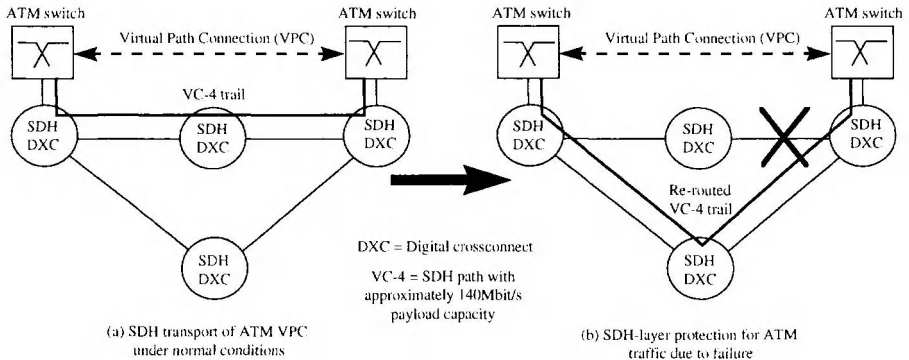 ATM switch
ATM switch
Virtual Path Connection (VPC)
VC-4 trail
SDH
DXC
SDH
DXC
SDH
DXC
SDH
DXC
(a) SDH transport of ATM VPC
under normal conditions
DXC = Digital crossconnect
VC-4 = SDH path with
approximately 140Mbit/s
payload capacity
ATM switch
ATM switch
Virtual Path Connection (VPC)
SDH
DXC
SDH
DXC
SDH
DXC
Re-routed
VC-4 trail
SDH
DXC
(b) SDH-layer protection for ATM
traffic due to failure